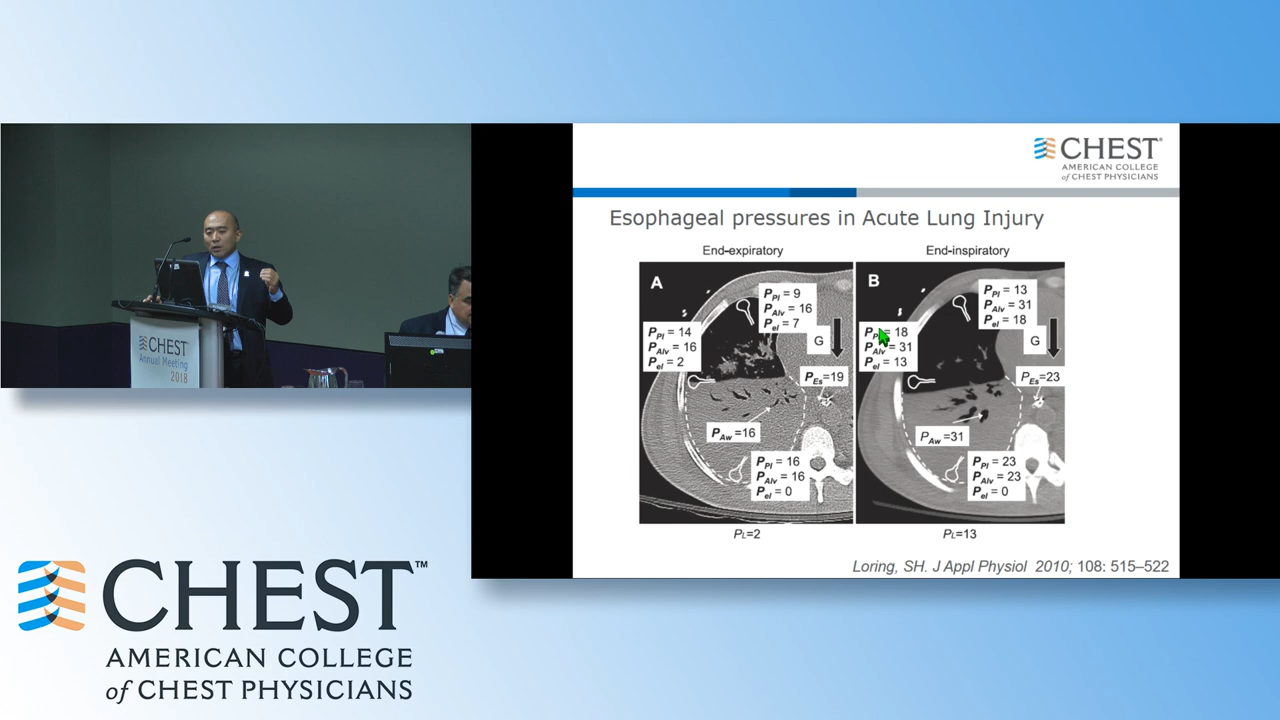 CHEST
Annual Meeting
2018
CHEST™
AMERICAN COLLEGE
of CHEST PHYSICIANS
CHEST®
AMERICAN COLLEGE
of CHEST PHYSICIANS
Esophageal pressures in Acute Lung Injury
End-expiratory
A
PPl = 9
PAlv = 16
Pel = 7
PPl = 14
PAlv = 16
Pel = 2
G
PEs=19
PAw =16
PPl = 16
PAlv = 16
Pel = 0
PL=2
End-inspiratory
B
PPl = 13
PAlv = 31
Pel = 18
PPl = 18
PAlv = 31
Pel = 13
G
PEs=23
PAw =31
PPl = 23
PAlv = 23
Pel = 0
PL=13
Loring, SH. J Appl Physiol 2010; 108: 515–522